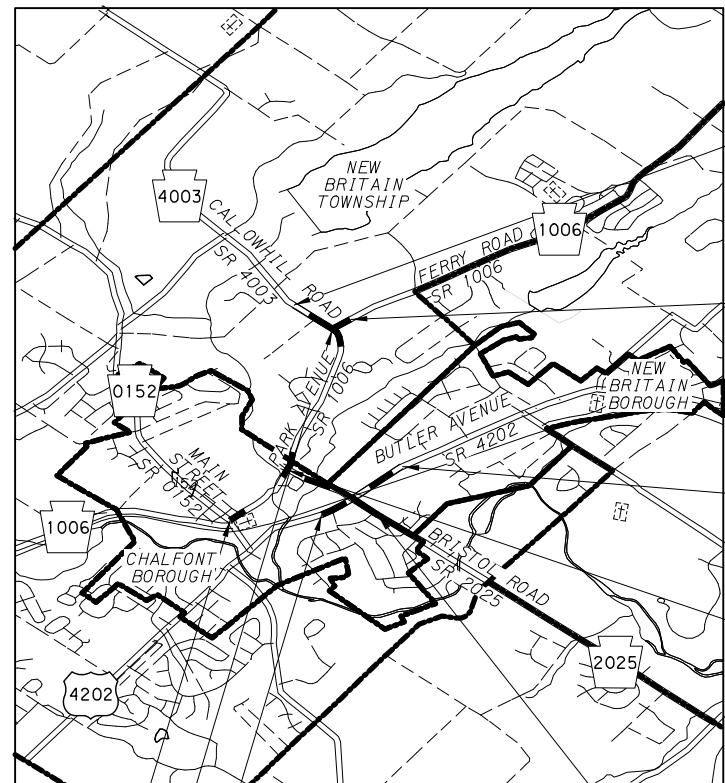 NEW
BRITAIN
TOWNSHIP
4003
CALLOWHILL ROAD
SR 4003
1006
FERRY ROAD
SR 1006
0152
PARK AVENUE
SR 1006
NEW
BRITAIN
BOROUGH
BUTLER AVENUE
SR 4202
MAIN
STREET
SR 0152
1006
CHALFONT
BOROUGH
BRISTOL ROAD
SR 2025
2025
4202